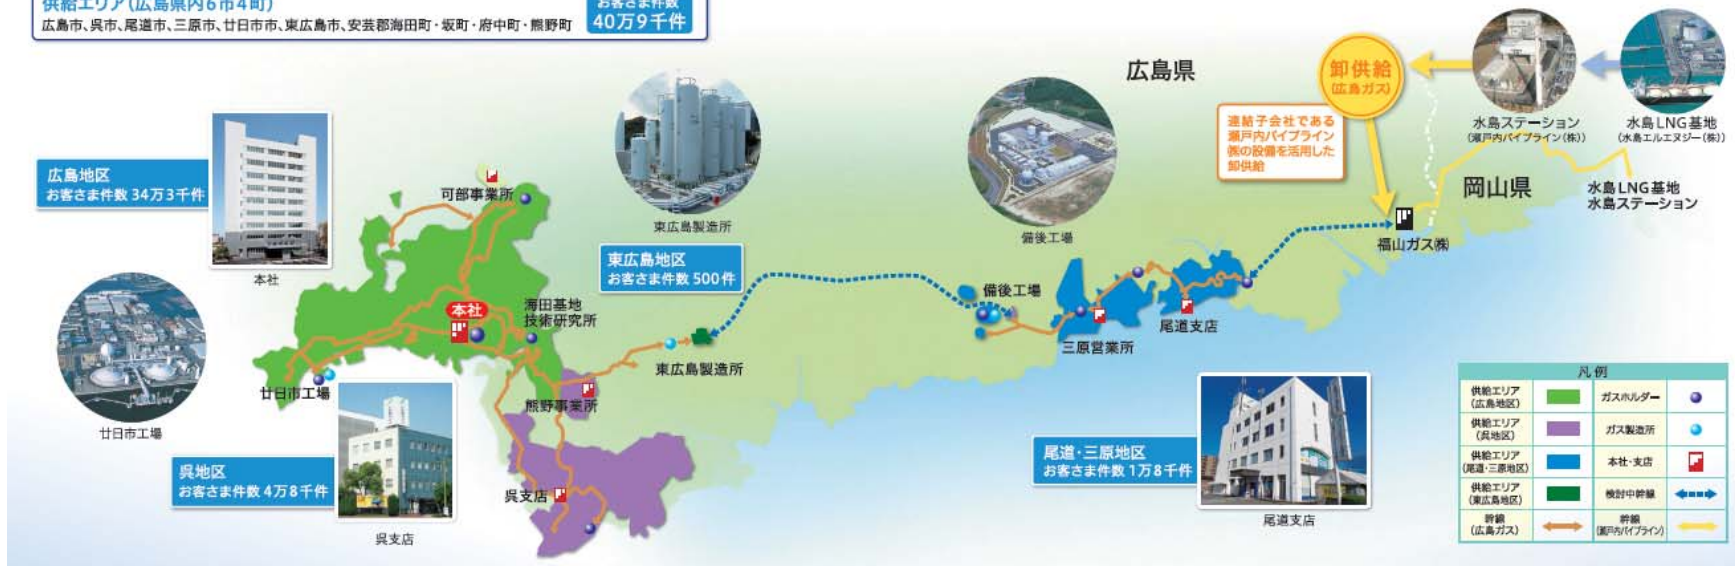 供給エリア(広島県内6市4町)
広島市、呉市、尾道市、三原市、廿日市市、東広島市、安芸郡海田町・坂町・府中町・熊野町
お客さま件数
40万9千件
広島県
卸供給
(広島ガス)
連結子会社である
瀬戸内パイプライン
㈱の設備を活用した
卸供給
水島ステーション
(瀬戸内パイプライン(株))
水島LNG基地
(水島エルエヌジー(株))
岡山県
水島LNG基地
水島ステーション
福山ガス㈱
広島地区
お客さま件数 34万3千件
本社
可部事業所
東広島製造所
備後工場
東広島地区
お客さま件数 500件
廿日市工場
本社
海田基地
技術研究所
廿日市工場
熊野事業所
東広島製造所
備後工場
三原営業所
尾道支店
呉地区
お客さま件数 4万8千件
呉支店
呉支店
尾道・三原地区
お客さま件数 1万8千件
尾道支店
凡例
供給エリア
(広島地区)
ガスホルダー
供給エリア
(呉地区)
ガス製造所
供給エリア
(尾道・三原地区)
本社・支店
供給エリア
(東広島地区)
検討中幹線
幹線
(広島ガス)
幹線
(瀬戸内パイプライン)